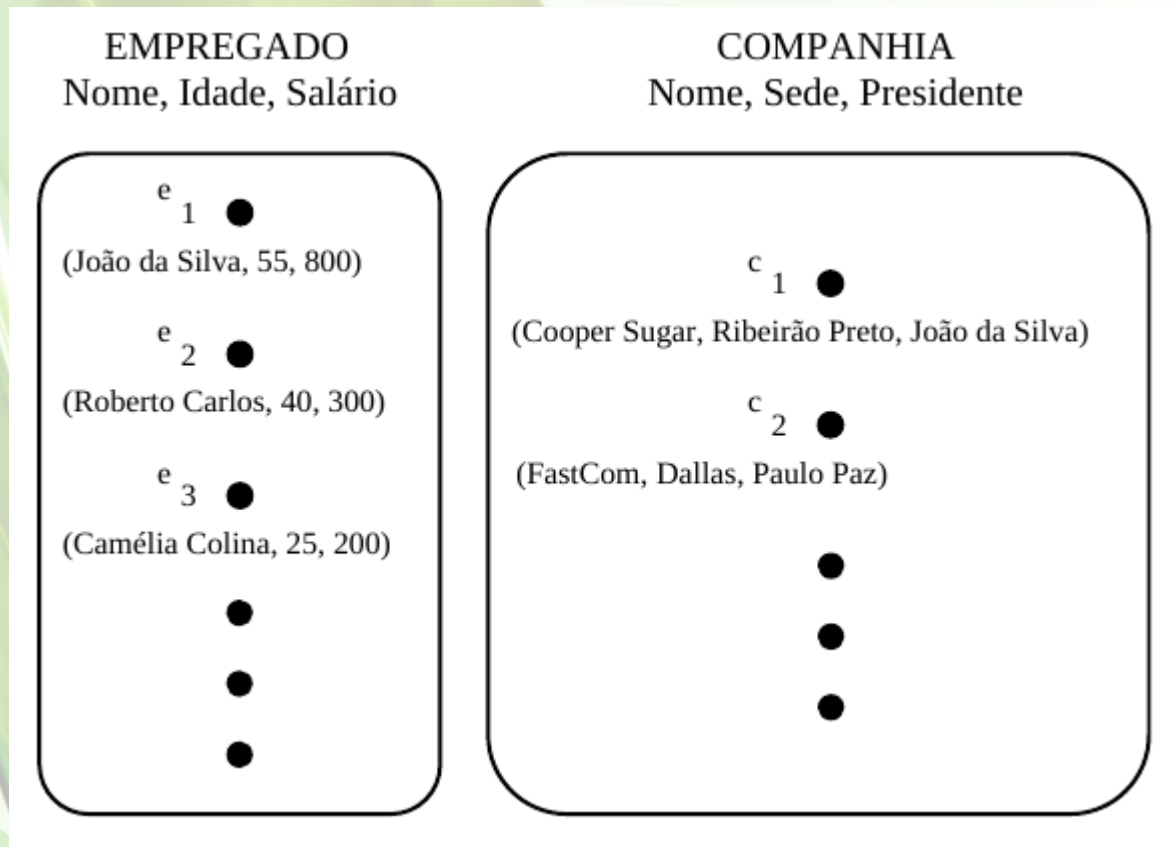 EMPREGADO
Nome, Idade, Salário
e 1
(João da Silva, 55, 800)
e 2
(Roberto Carlos, 40, 300)
e 3
(Camélia Colina, 25, 200)
COMPANHIA
Nome, Sede, Presidente
c 1
(Cooper Sugar, Ribeirão Preto, João da Silva)
c 2
(FastCom, Dallas, Paulo Paz)